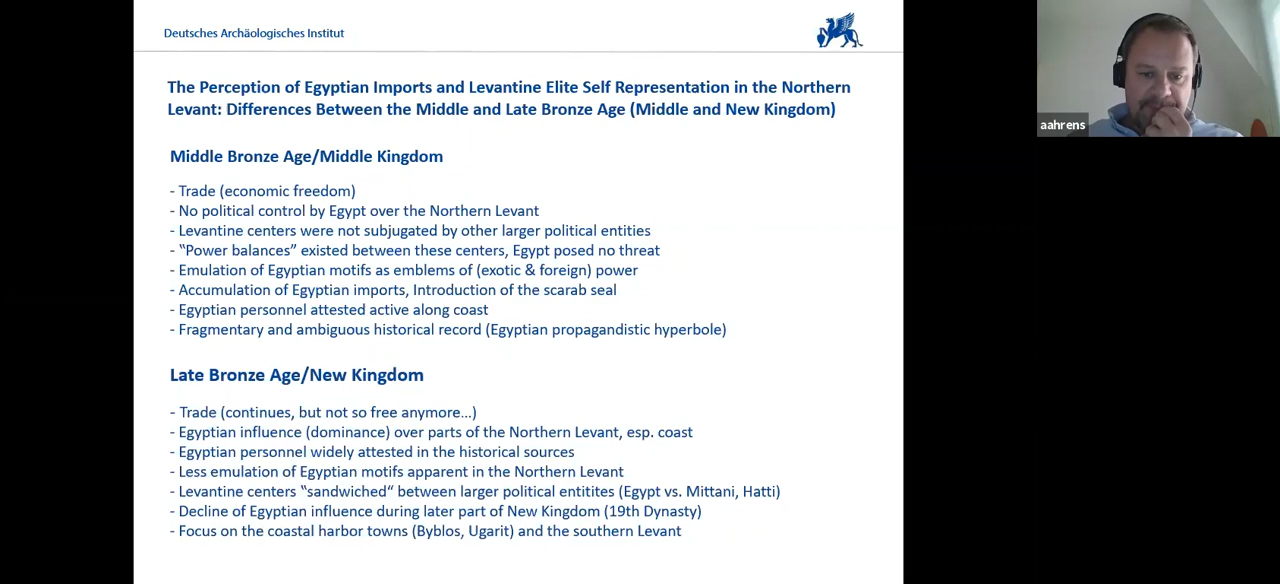 Deutsches Archäologisches Institut
The Perception of Egyptian Imports and Levantine Elite Self Representation in the Northern
Levant: Differences Between the Middle and Late Bronze Age (Middle and New Kingdom)
Middle Bronze Age/Middle Kingdom
- Trade (economic freedom)
- No political control by Egypt over the Northern Levant
- Levantine centers were not subjugated by other larger political entities
- “Power balances” existed between these centers, Egypt posed no threat
- Emulation of Egyptian motifs as emblems of (exotic & foreign) power
- Accumulation of Egyptian imports, Introduction of the scarab seal
- Egyptian personnel attested active along coast
- Fragmentary and ambiguous historical record (Egyptian propagandistic hyperbole)
Late Bronze Age/New Kingdom
- Trade (continues, but not so free anymore…)
- Egyptian influence (dominance) over parts of the Northern Levant, esp. coast
- Egyptian personnel widely attested in the historical sources
- Less emulation of Egyptian motifs apparent in the Northern Levant
- Levantine centers “sandwiched“ between larger political entitites (Egypt vs. Mittani, Hatti)
- Decline of Egyptian influence during later part of New Kingdom (19th Dynasty)
- Focus on the coastal harbor towns (Byblos, Ugarit) and the southern Levant
aahrens